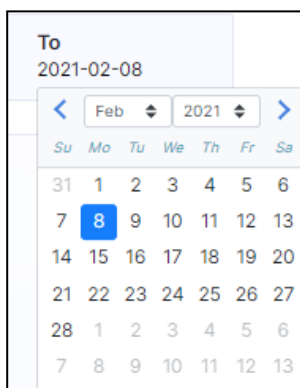 To
2021-02-08
Feb 2021
Su Mo Tu We Th Fr Sa
31 1 2 3 4 5 6
7 8 9 10 11 12 13
14 15 16 17 18 19 20
21 22 23 24 25 26 27
28 1 2 3 4 5 6
7 8 9 10 11 12 13